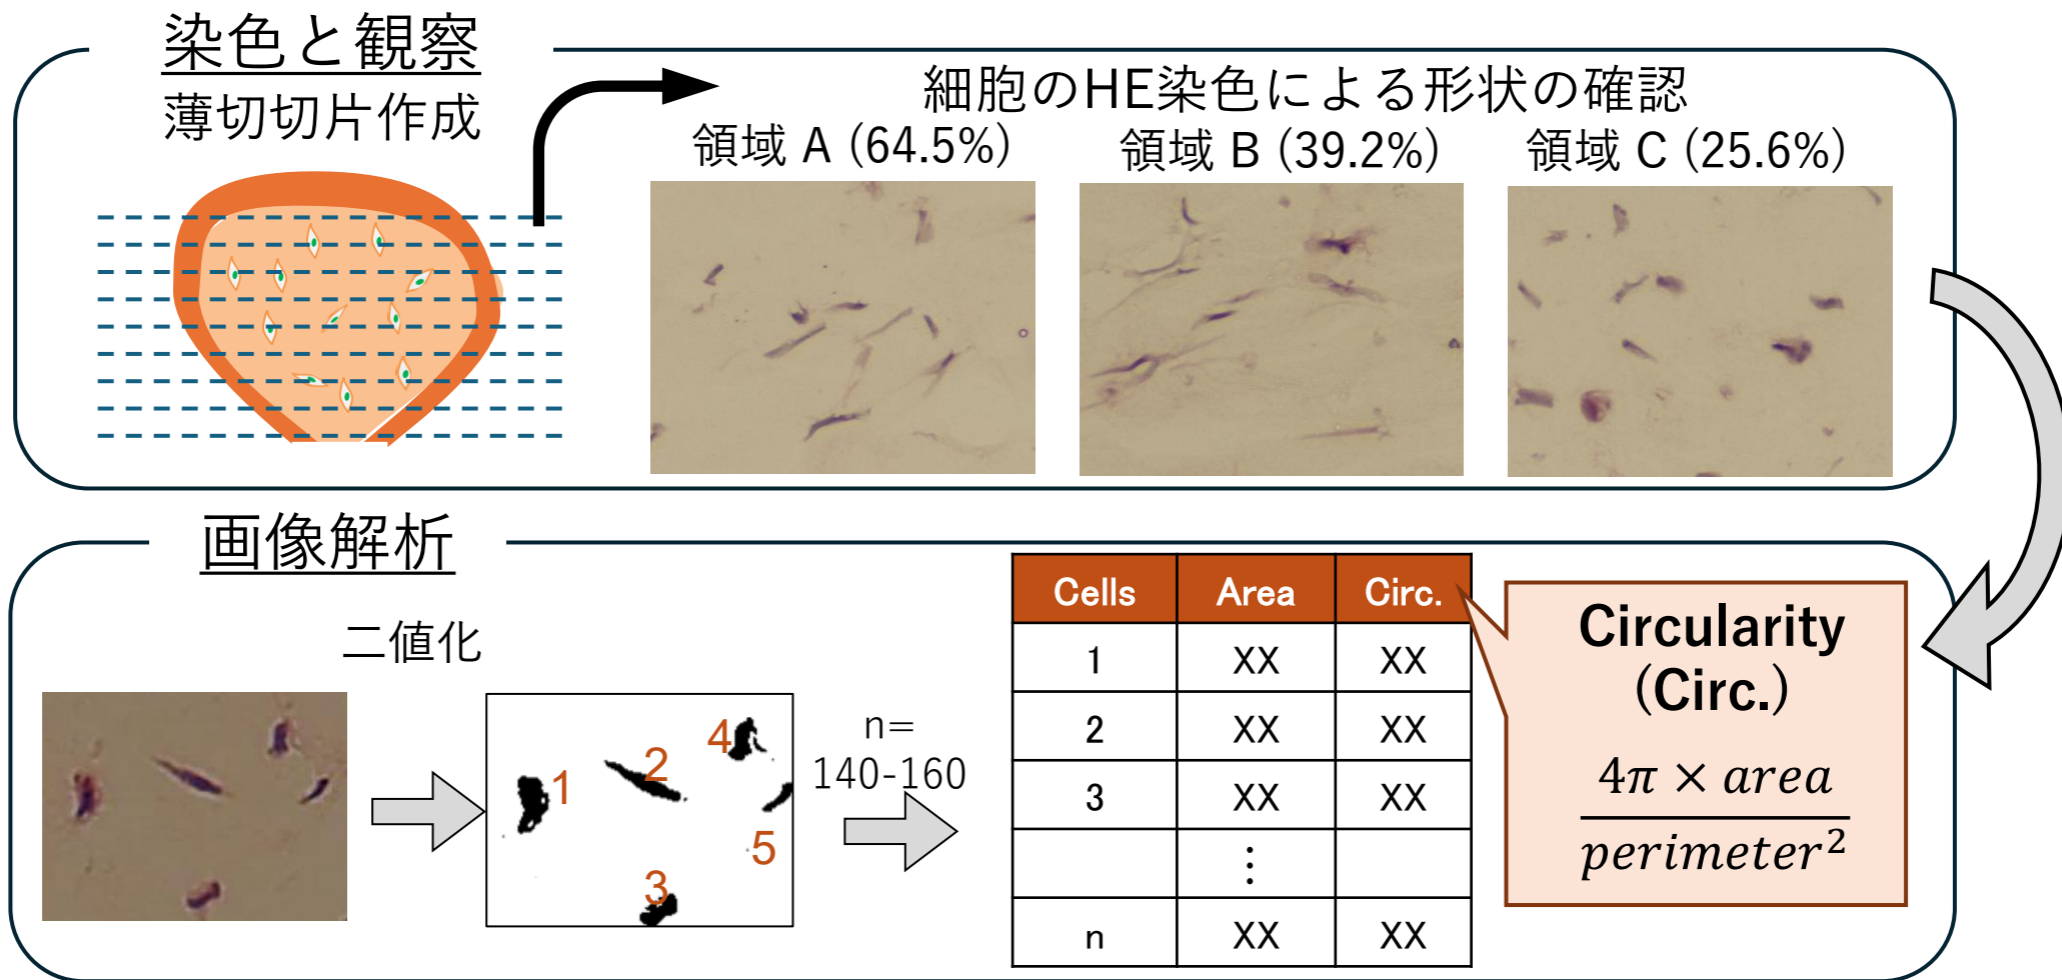 染色と観察
薄切切片作成
細胞のHE染色による形状の確認
領域 A (64.5%)
領域 B (39.2%)
領域 C (25.6%)
画像解析
二値化
1
2
3
4
5
n=
140-160
Cells Area Circ.
1 XX XX
2 XX XX
3 XX XX
⋮
n XX XX
Circularity
(Circ.)
4π × area
perimeter²